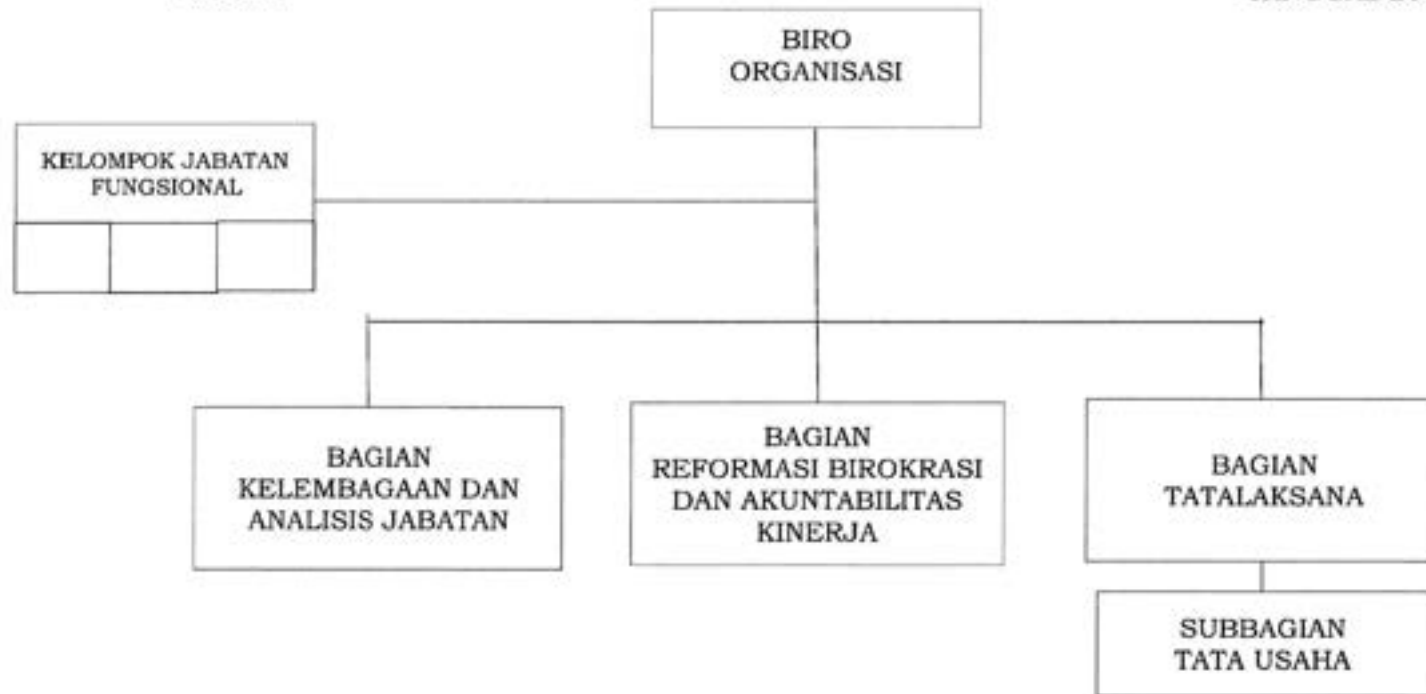 BIRO
ORGANISASI
KELOMPOK JABATAN
FUNGSIONAL
BAGIAN
KELEMBAGAAN DAN
ANALISIS JABATAN
BAGIAN
REFORMASI BIROKRASI
DAN AKUNTABILITAS
KINERJA
BAGIAN
TATALAKSANA
SUBBAGIAN
TATA USAHA